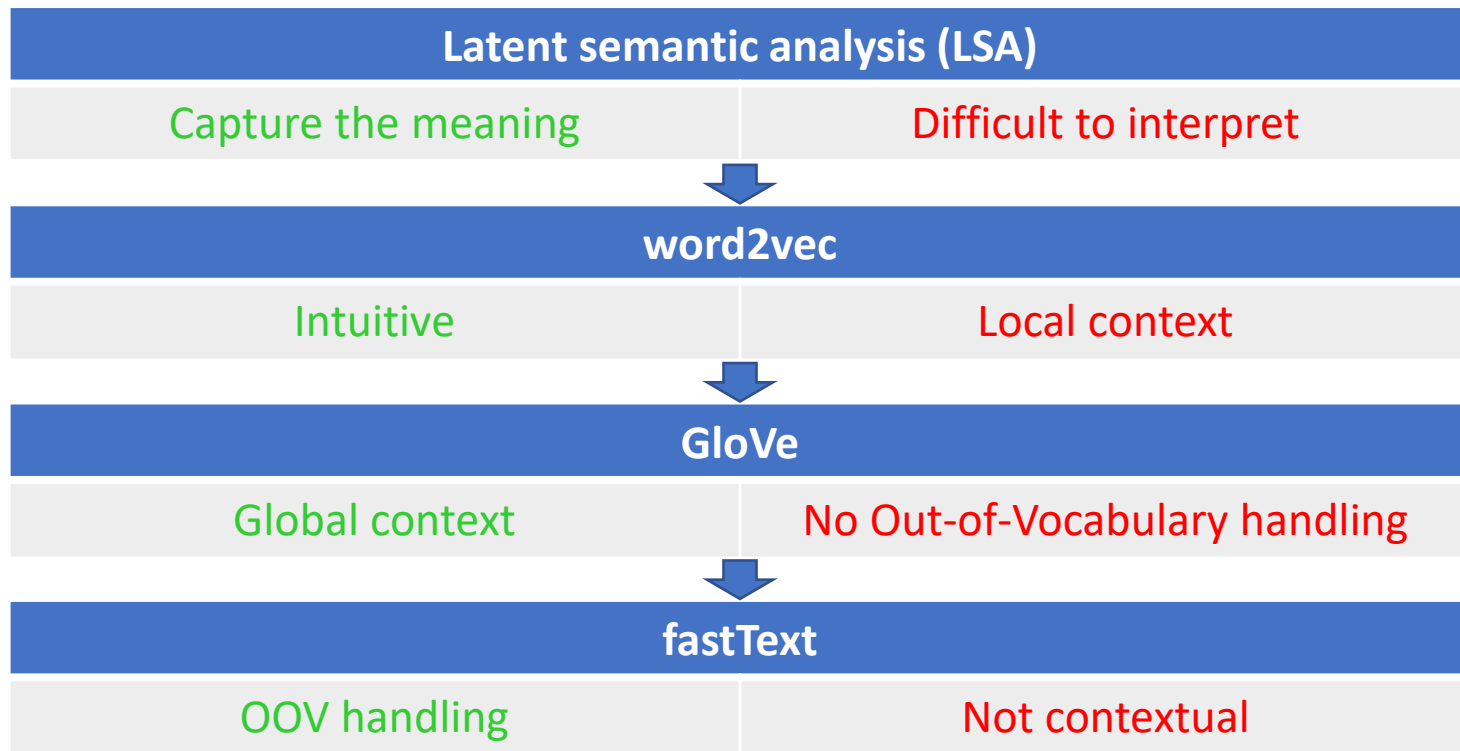 Latent semantic analysis (LSA)
Capture the meaning
Difficult to interpret
word2vec
Intuitive
Local context
GloVe
Global context
No Out-of-Vocabulary handling
fastText
OOV handling
Not contextual